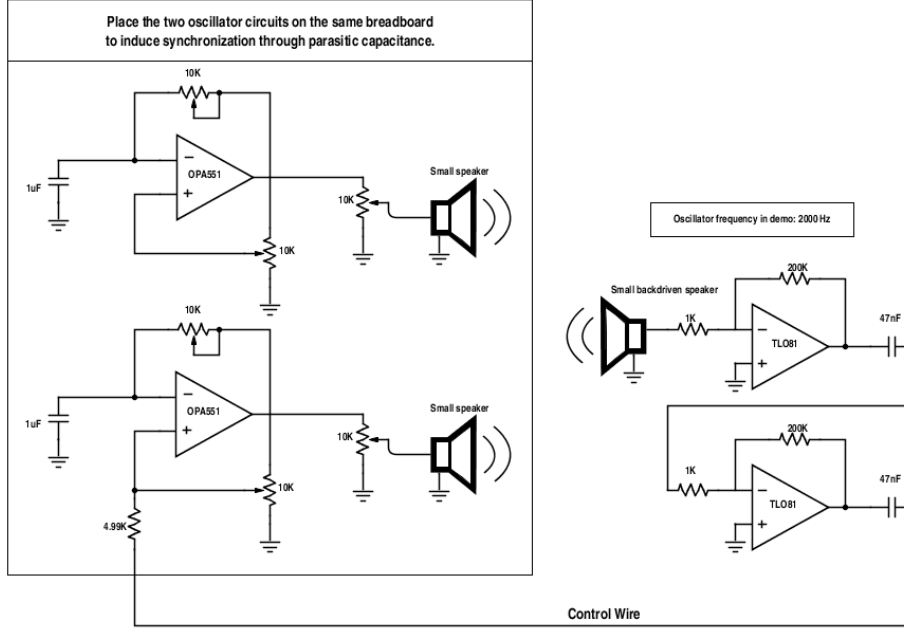 Place the two oscillator circuits on the same breadboard
to induce synchronization through parasitic capacitance.
10K
OPA551
1uF
10K
Small speaker
10K
Oscillator frequency in demo: 2000 Hz
10K
OPA551
1uF
10K
Small speaker
10K
4.99K
Small backdriven speaker
1K
200K
TLO81
47nF
1K
200K
TLO81
47nF
Control Wire